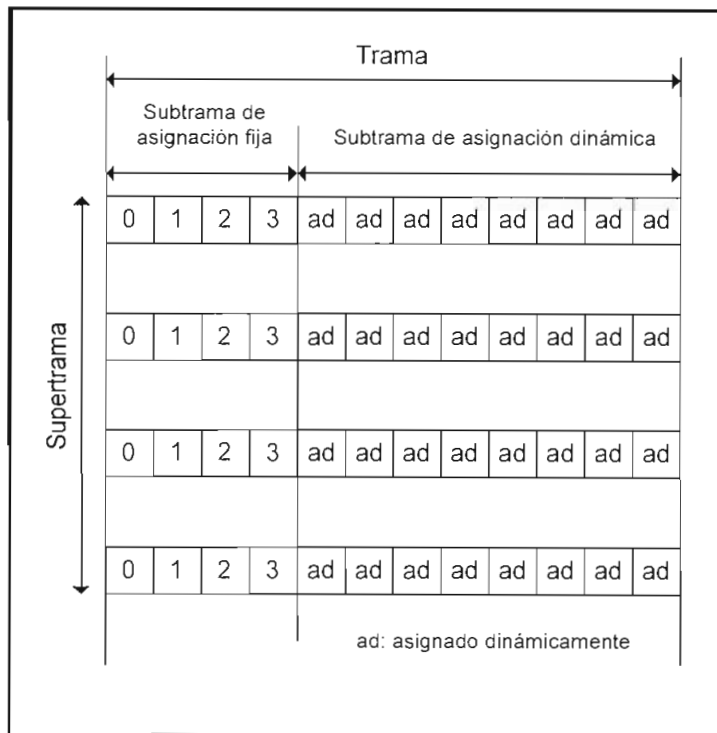 Trama
Subtrama de
asignación fija
Subtrama de asignación dinámica
Supertrama
0 1 2 3 ad ad ad ad ad ad ad ad
0 1 2 3 ad ad ad ad ad ad ad ad
0 1 2 3 ad ad ad ad ad ad ad ad
0 1 2 3 ad ad ad ad ad ad ad ad
ad: asignado dinámicamente